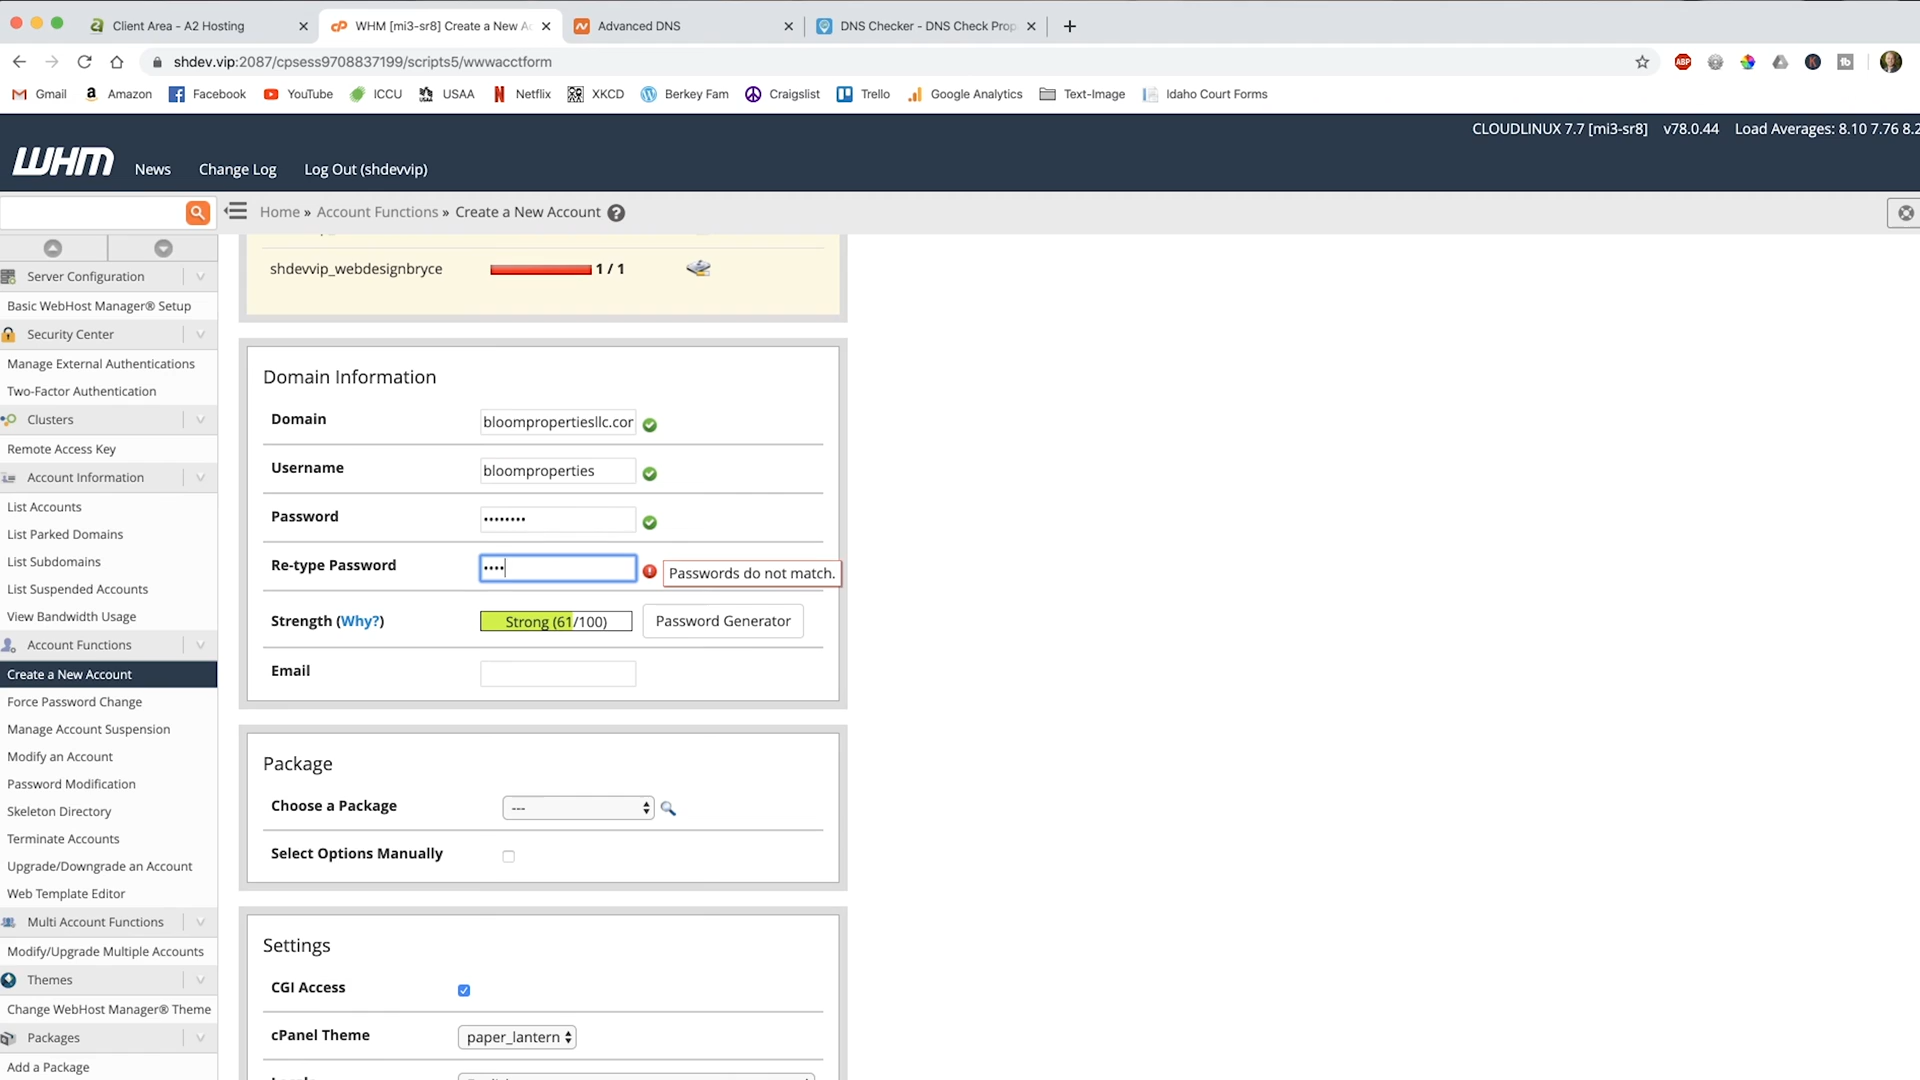 Client Area - A2 Hosting
WHM [mi3-sr8] Create a New A
Advanced DNS
DNS Checker - DNS Check Prop
shdev.vip:2087/cpsess9708837199/scripts5/wwwacctform
ABP
Gmail
Amazon
Facebook
YouTube
ICCU
USAA
Netflix
XKCD
Berkey Fam
Craigslist
Trello
Google Analytics
Text-Image
Idaho Court Forms
CLOUDLINUX 7.7 [mi3-sr8] v78.0.44 Load Averages: 8.10 7.76 8.2
WHM
News
Change Log
Log Out (shdevvip)
Home » Account Functions » Create a New Account
Server Configuration
Basic WebHost Manager® Setup
Security Center
Manage External Authentications
Two-Factor Authentication
Clusters
Remote Access Key
Account Information
List Accounts
List Parked Domains
List Subdomains
List Suspended Accounts
View Bandwidth Usage
Account Functions
Create a New Account
Force Password Change
Manage Account Suspension
Modify an Account
Password Modification
Skeleton Directory
Terminate Accounts
Upgrade/Downgrade an Account
Web Template Editor
Multi Account Functions
Modify/Upgrade Multiple Accounts
Themes
Change WebHost Manager® Theme
Packages
Add a Package
shdevvip_webdesignbryce 1 / 1
Domain Information
Domain bloompropertiesllc.cor
Username bloomproperties
Password ••••••••
Re-type Password •••• Passwords do not match.
Strength (Why?) Strong (61/100) Password Generator
Email
Package
Choose a Package ---
Select Options Manually
Settings
CGI Access
cPanel Theme paper_lantern